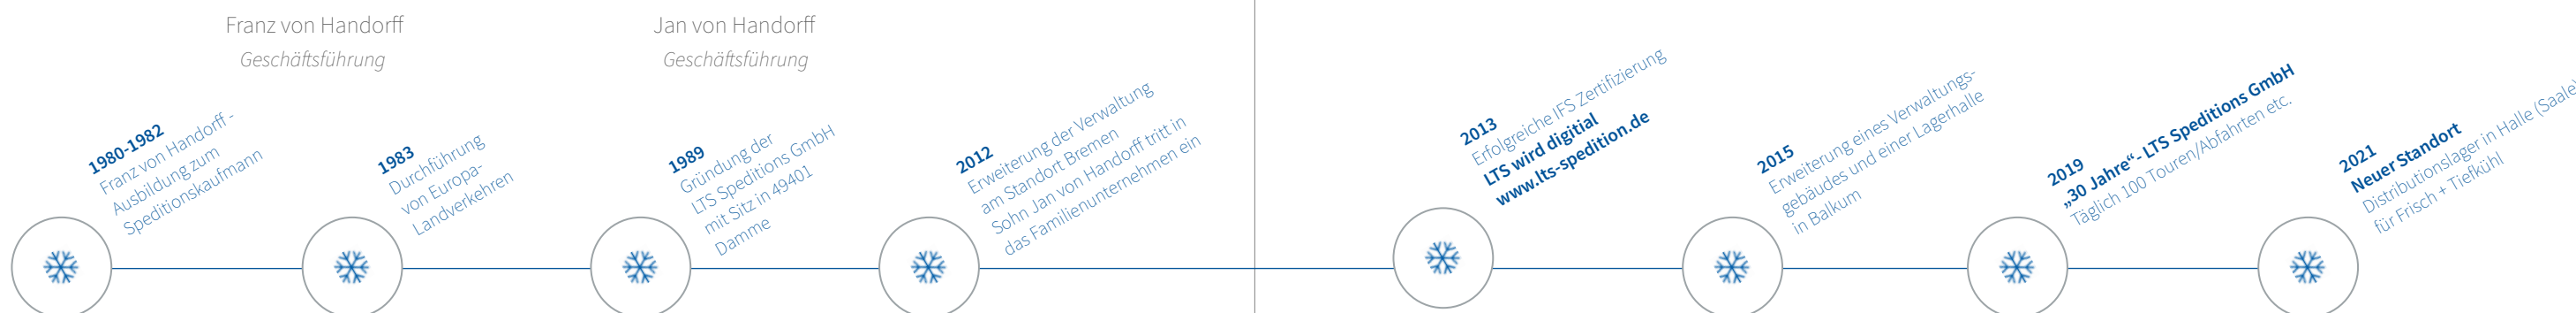 Franz von Handorff
Geschäftsführung
Jan von Handorff
Geschäftsführung
1980-1982
Franz von Handorff -
Ausbildung zum
Speditionskaufmann
1983
Durchführung
von Europa-
Landverkehren
1989
Gründung der
LTS Speditions GmbH
mit Sitz in 49401
Damme
2012
Erweiterung der Verwaltung
am Standort Bremen
Sohn Jan von Handorff tritt in
das Familienunternehmen ein
2013
Erfolgreiche IFS Zertifizierung
LTS wird digitial
www.lts-spedition.de
2015
Erweiterung eines Verwaltungs-
gebäudes und einer Lagerhalle
in Balkum
2019
„30 Jahre“- LTS Speditions GmbH
Täglich 100 Touren/Abfahrten etc.
2021
Neuer Standort
Distributionslager in Halle (Saale)
für Frisch + Tiefkühl